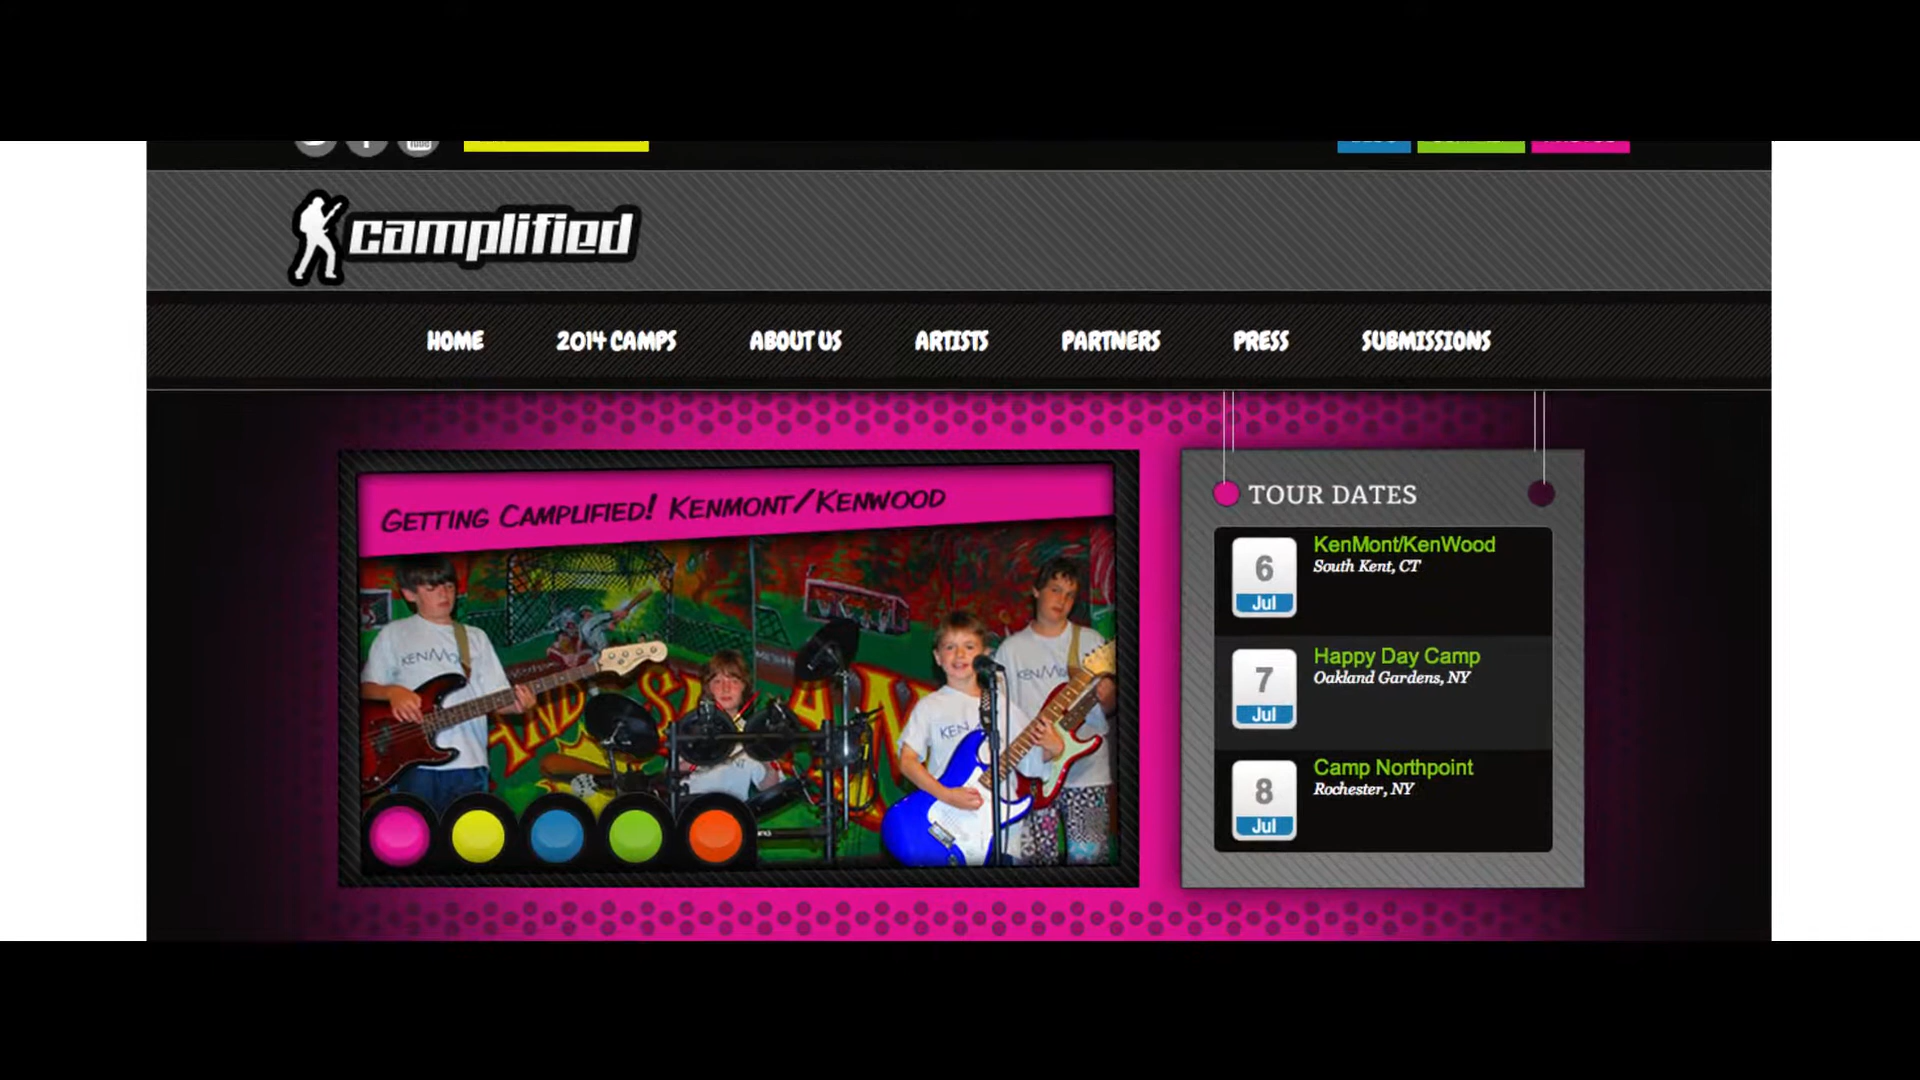 camplified
HOME 2014 CAMPS ABOUT US ARTISTS PARTNERS PRESS SUBMISSIONS
GETTING CAMPLIFIED! KENMONT/KENWOOD
TOUR DATES
6
Jul
KenMont/KenWood
South Kent, CT
7
Jul
Happy Day Camp
Oakland Gardens, NY
8
Jul
Camp Northpoint
Rochester, NY